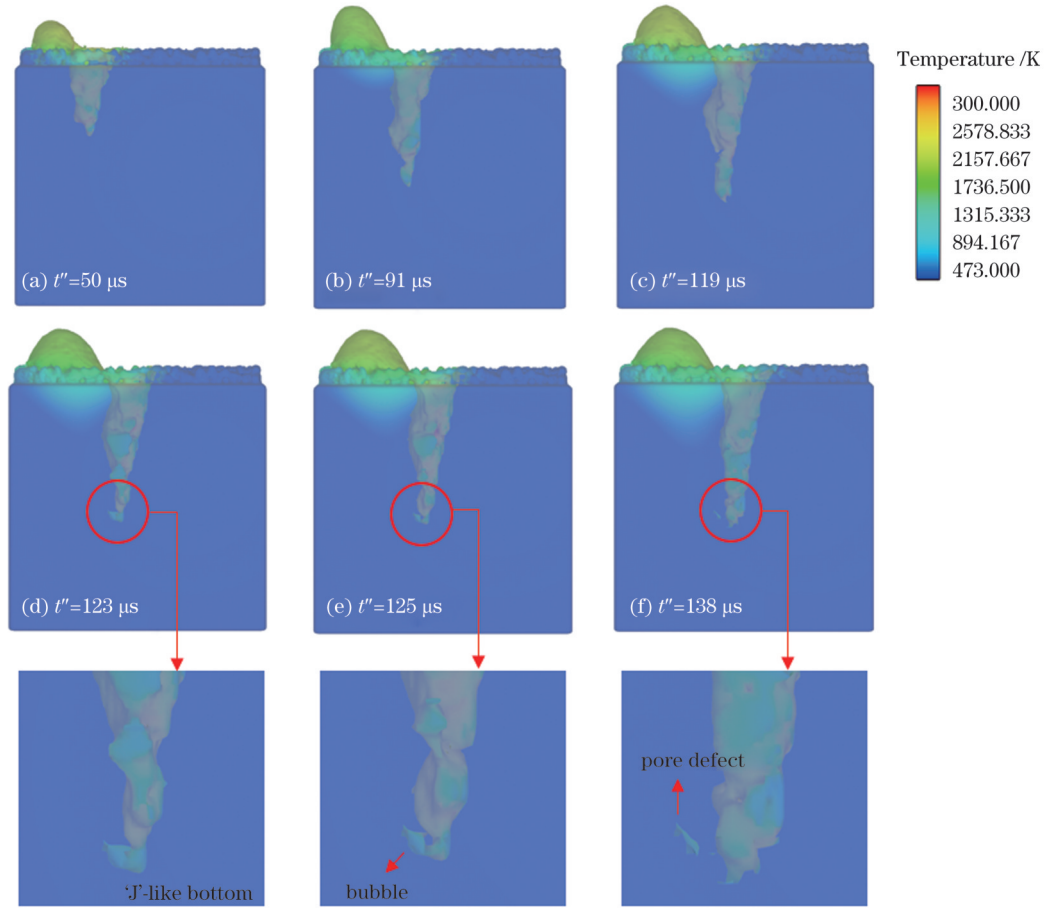 Temperature /K
300.000
2578.833
2157.667
1736.500
1315.333
894.167
473.000
(a) t″=50 μs
(b) t″=91 μs
(c) t″=119 μs
(d) t″=123 μs
(e) t″=125 μs
(f) t″=138 μs
‘J’-like bottom
bubble
pore defect